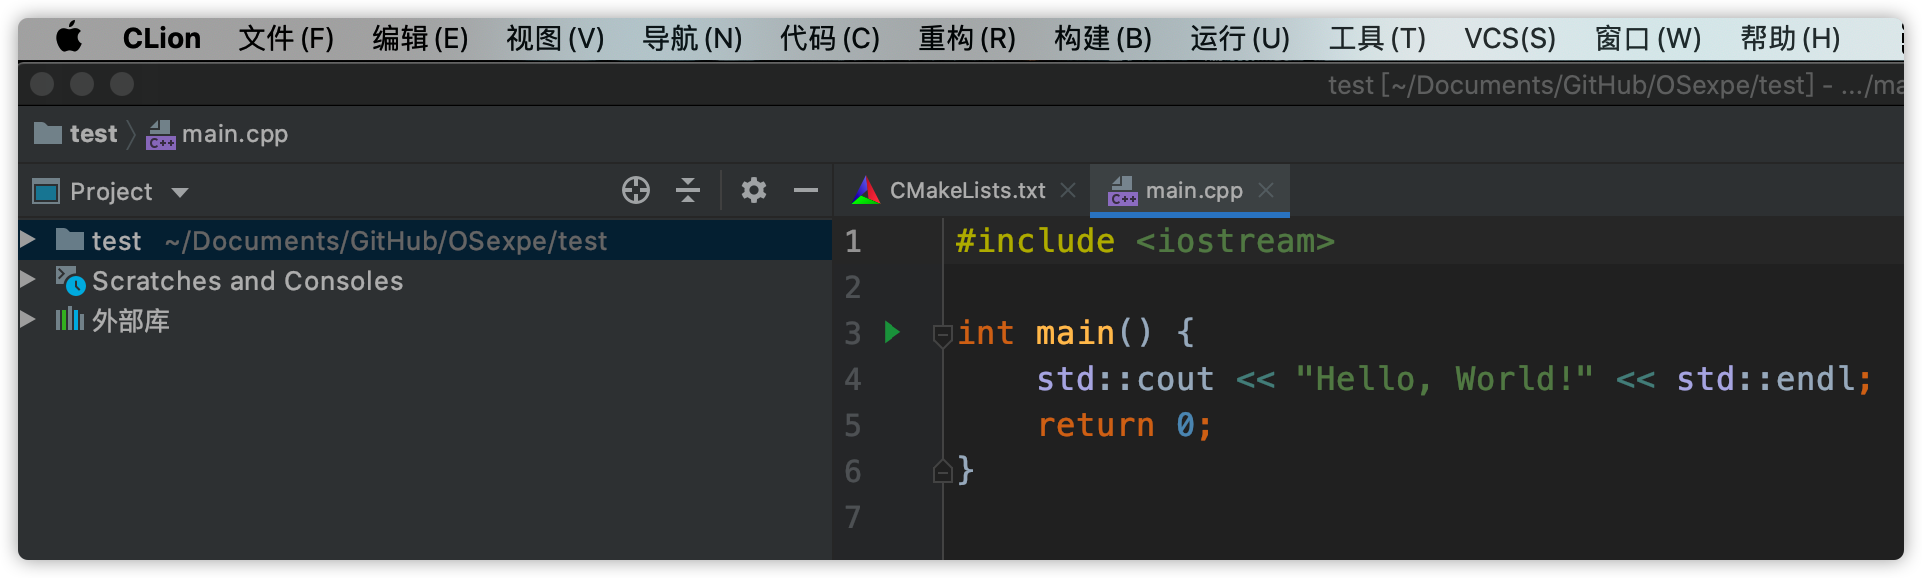 CLion 文件(F) 编辑(E) 视图(V) 导航(N) 代码(C) 重构(R) 构建(B) 运行(U) 工具(T) VCS(S) 窗口(W) 帮助(H)
test [~/Documents/GitHub/OSexpe/test] - .../ma
test main.cpp
Project
CMakeLists.txt main.cpp
test ~/Documents/GitHub/OSexpe/test
Scratches and Consoles
外部库
1 #include <iostream>
2
3 int main() {
4 std::cout << "Hello, World!" << std::endl;
5 return 0;
6 }
7